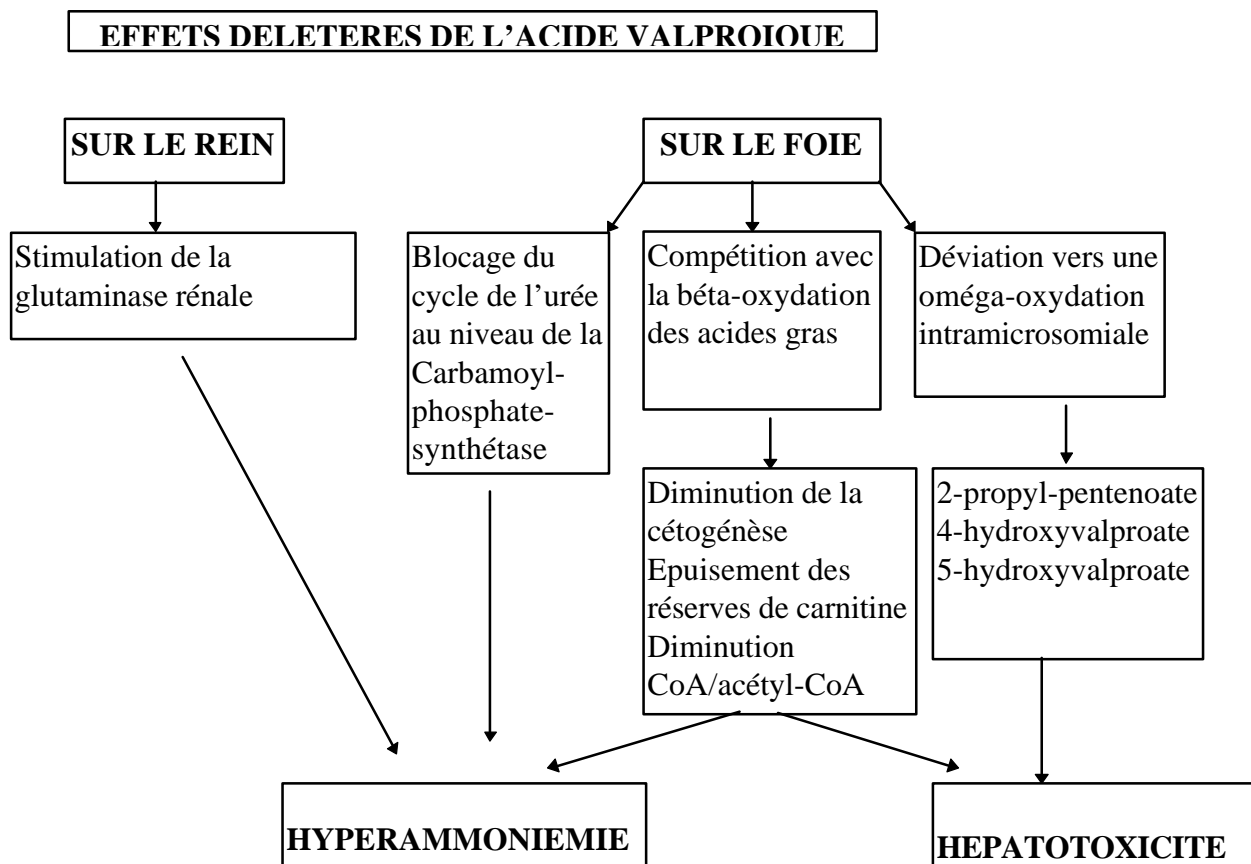 EFFETS DELETERES DE L'ACIDE VALPROIQUE
SUR LE REIN
SUR LE FOIE
Stimulation de la
glutaminase rénale
Blocage du
cycle de l'urée
au niveau de la
Carbamoyl-
phosphate-
synthétase
Compétition avec
la béta-oxydation
des acides gras
Déviation vers une
oméga-oxydation
intramicrosomiale
Diminution de la
cétogénèse
Epuisement des
réserves de carnitine
Diminution
CoA/acétyl-CoA
2-propyl-pentenoate
4-hydroxyvalproate
5-hydroxyvalproate
HYPERAMMONIEMIE
HEPATOTOXICITE